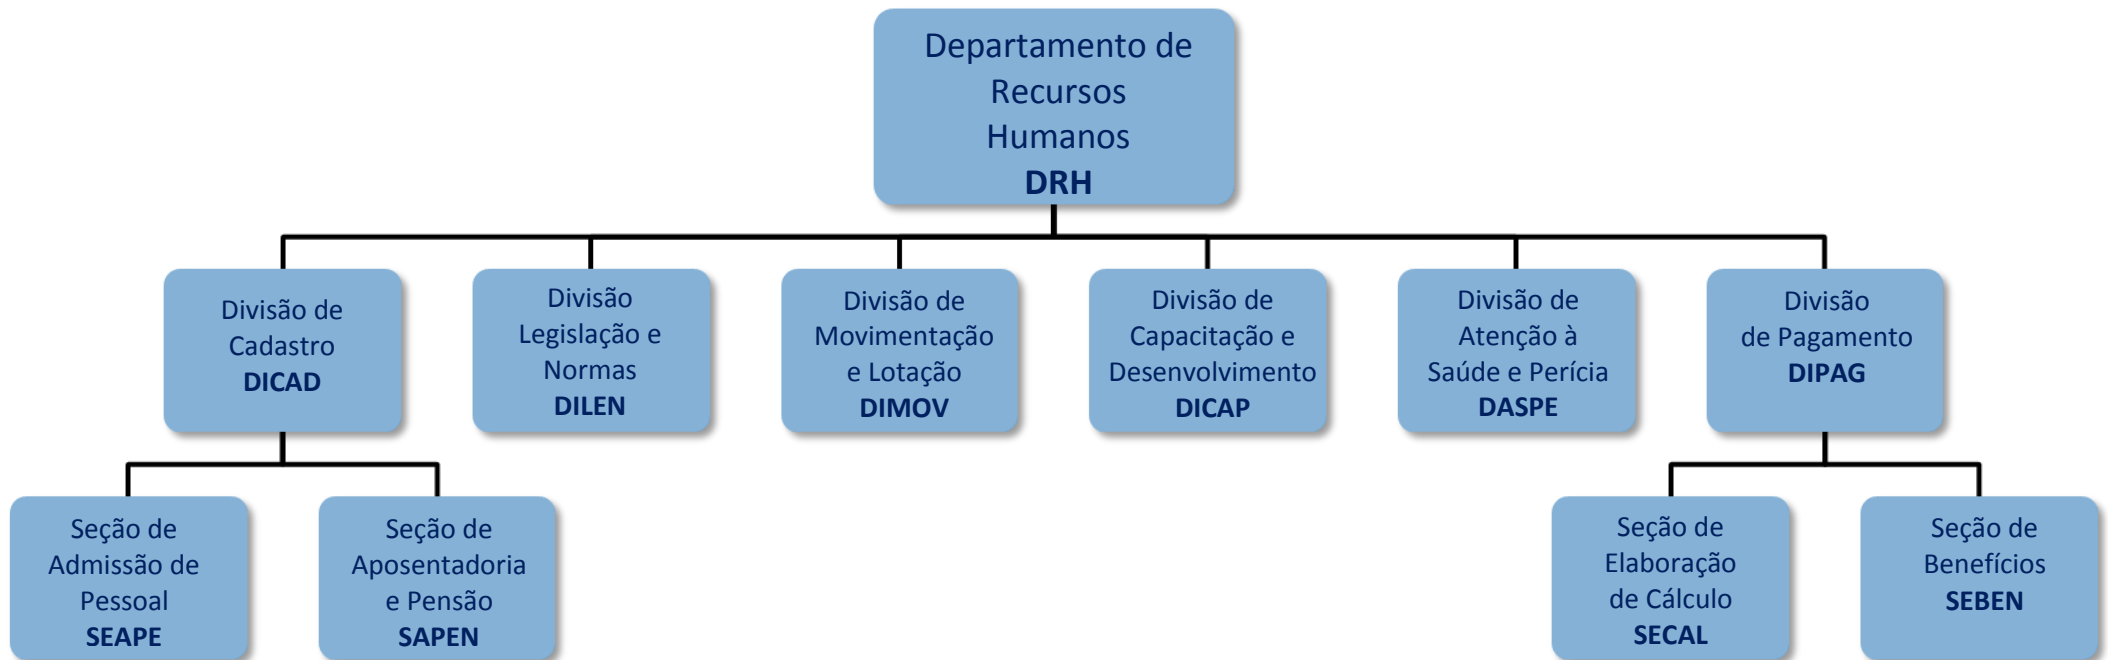 Departamento de
Recursos
Humanos
DRH
Divisão de
Cadastro
DICAD
Divisão
Legislação e
Normas
DILEN
Divisão de
Movimentação
e Lotação
DIMOV
Divisão de
Capacitação e
Desenvolvimento
DICAP
Divisão de
Atenção à
Saúde e Perícia
DASPE
Divisão
de Pagamento
DIPAG
Seção de
Admissão de
Pessoal
SEAPE
Seção de
Aposentadoria
e Pensão
SAPEN
Seção de
Elaboração
de Cálculo
SECAL
Seção de
Benefícios
SEBEN